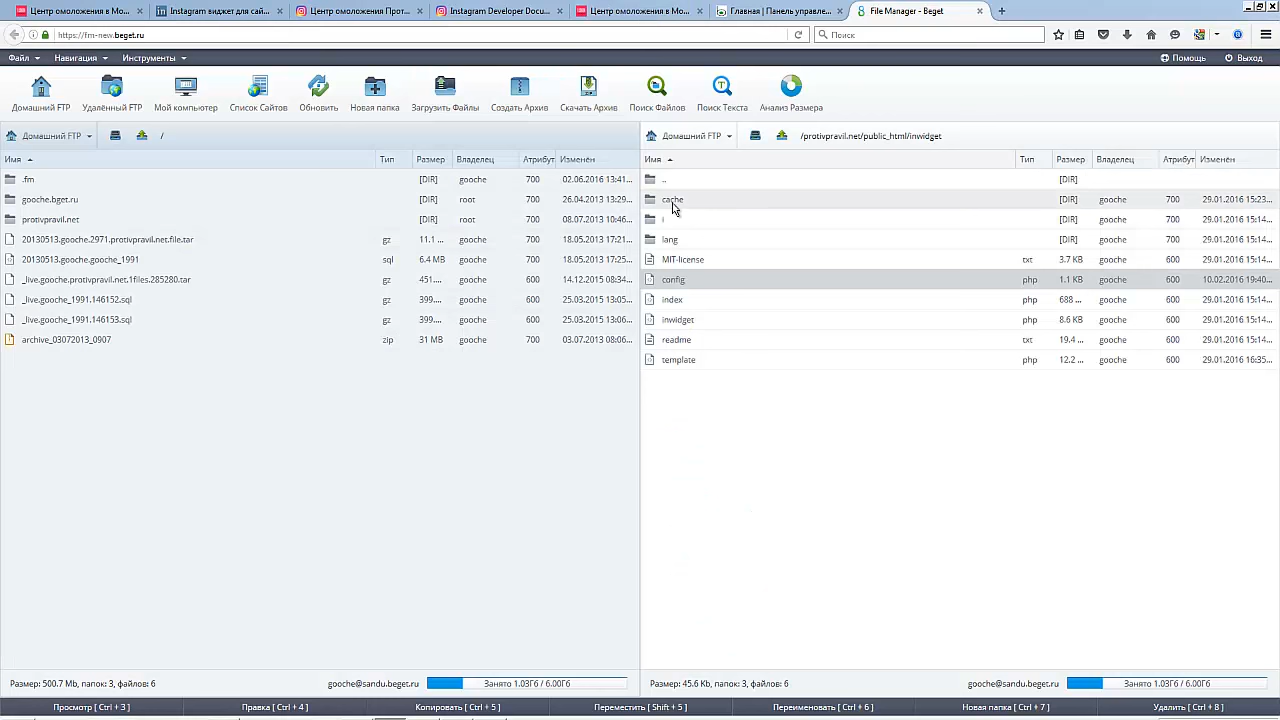 Центр омоложения в Мо...
Instagram виджет для сай...
Центр омоложения Прот...
Instagram Developer Docu...
Центр омоложения в Мо...
Главная | Панель управле...
File Manager - Beget
https://fm-new.beget.ru
Поиск
Файл Навигация Инструменты
Помощь Выход
Домашний FTP Удалённый FTP Мой компьютер Список Сайтов Обновить Новая папка Загрузить Файлы Создать Архив Скачать Архив Поиск Файлов Поиск Текста Анализ Размера
Домашний FTP /
Имя Тип Размер Владелец Атрибут Изменён
.fm [DIR] gooche 700 02.06.2016 13:41...
gooche.bget.ru [DIR] root 700 26.04.2013 13:29...
protivpravil.net [DIR] root 700 08.07.2013 10:46...
20130513.gooche.2971.protivpravil.net.file.tar gz 11.1 ... gooche 700 18.05.2013 17:21...
20130513.gooche.gooche_1991 sql 6.4 MB gooche 700 18.05.2013 17:25...
_live.gooche.protivpravil.net.1files.285280.tar gz 451.... gooche 600 14.12.2015 08:34...
_live.gooche_1991.146152.sql gz 399.... gooche 600 25.03.2015 13:05...
_live.gooche_1991.146153.sql gz 399.... gooche 600 25.03.2015 13:06...
archive_03072013_0907 zip 31 MB gooche 700 03.07.2013 08:06...
Размер: 500.7 Mb, папок: 3, файлов: 6 gooche@sandu.beget.ru Занято 1.03Гб / 6.00Гб
Домашний FTP /protivpravil.net/public_html/inwidget
Имя Тип Размер Владелец Атрибут Изменён
.. [DIR]
cache [DIR] gooche 700 29.01.2016 15:23...
i [DIR] gooche 700 29.01.2016 15:14...
lang [DIR] gooche 700 29.01.2016 15:14...
MIT-license txt 3.7 KB gooche 600 29.01.2016 15:14...
config php 1.1 KB gooche 600 10.02.2016 19:40...
index php 688 ... gooche 600 29.01.2016 15:14...
inwidget php 8.6 KB gooche 600 29.01.2016 15:14...
readme txt 19.4 ... gooche 600 29.01.2016 15:14...
template php 12.2 ... gooche 600 29.01.2016 16:35...
Размер: 45.6 Kb, папок: 3, файлов: 6 gooche@sandu.beget.ru Занято 1.03Гб / 6.00Гб
Просмотр [ Ctrl + 3 ] Правка [ Ctrl + 4 ] Копировать [ Ctrl + 5 ] Переместить [ Shift + 5 ] Переименовать [ Ctrl + 6 ] Новая папка [ Ctrl + 7 ] Удалить [ Ctrl + 8 ]